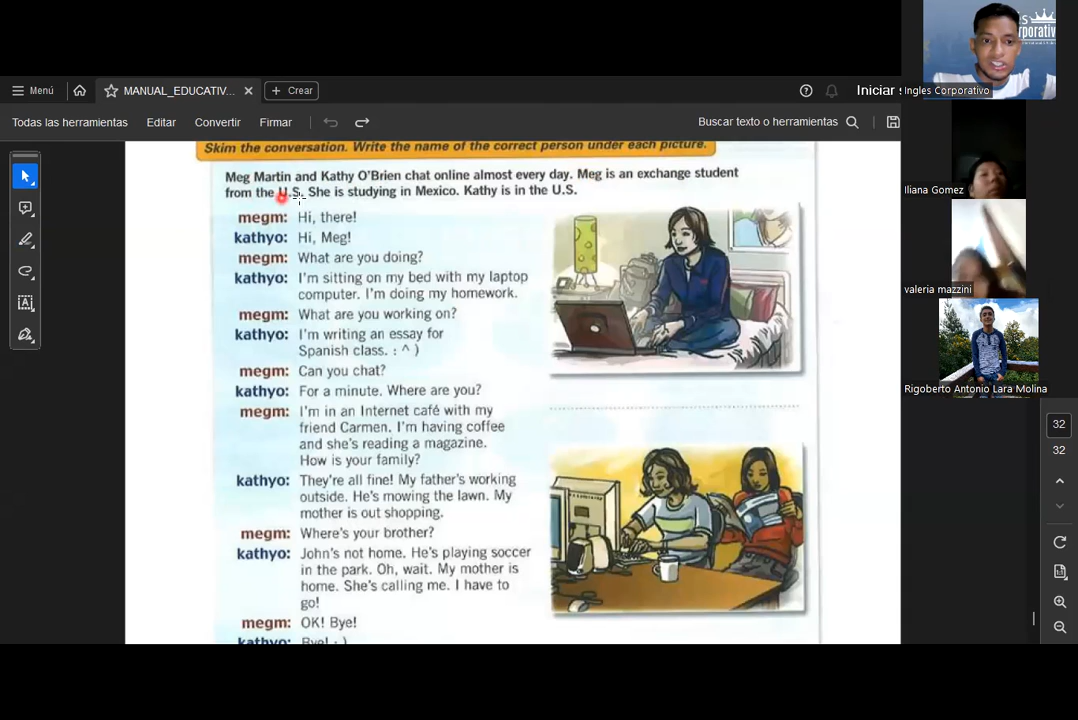 is
rporativ
Ingles Corporativo
Menú
MANUAL_EDUCATIV...
Crear
Iniciar s
Todas las herramientas
Editar
Convertir
Firmar
Buscar texto o herramientas
Skim the conversation. Write the name of the correct person under each picture.
Meg Martin and Kathy O'Brien chat online almost every day. Meg is an exchange student
from the U.S. She is studying in Mexico. Kathy is in the U.S.
megm: Hi, there!
kathyo: Hi, Meg!
megm: What are you doing?
kathyo: I'm sitting on my bed with my laptop
computer. I'm doing my homework.
megm: What are you working on?
kathyo: I'm writing an essay for
Spanish class. : ^ )
megm: Can you chat?
kathyo: For a minute. Where are you?
megm: I'm in an Internet café with my
friend Carmen. I'm having coffee
and she's reading a magazine.
How is your family?
kathyo: They're all fine! My father's working
outside. He's mowing the lawn. My
mother is out shopping.
megm: Where's your brother?
kathyo: John's not home. He's playing soccer
in the park. Oh, wait. My mother is
home. She's calling me. I have to
go!
megm: OK! Bye!
kathyo: Bye! : )
Iliana Gomez
valeria mazzini
Rigoberto Antonio Lara Molina
32
32